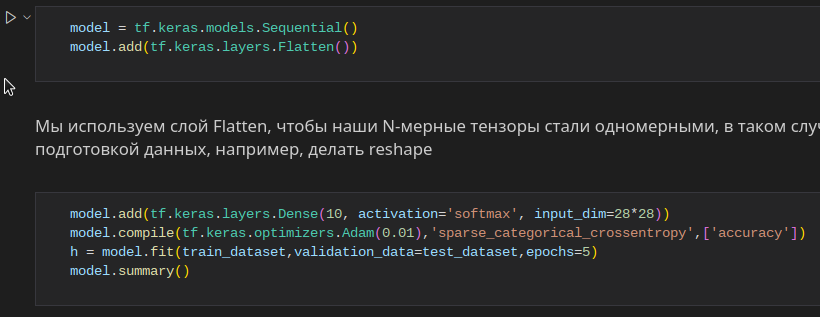 model = tf.keras.models.Sequential()
model.add(tf.keras.layers.Flatten())
Мы используем слой Flatten, чтобы наши N-мерные тензоры стали одномерными, в таком
подготовкой данных, например, делать reshape
model.add(tf.keras.layers.Dense(10, activation='softmax', input_dim=28*28))
model.compile(tf.keras.optimizers.Adam(0.01),'sparse_categorical_crossentropy',['accuracy'])
h = model.fit(train_dataset,validation_data=test_dataset,epochs=5)
model.summary()